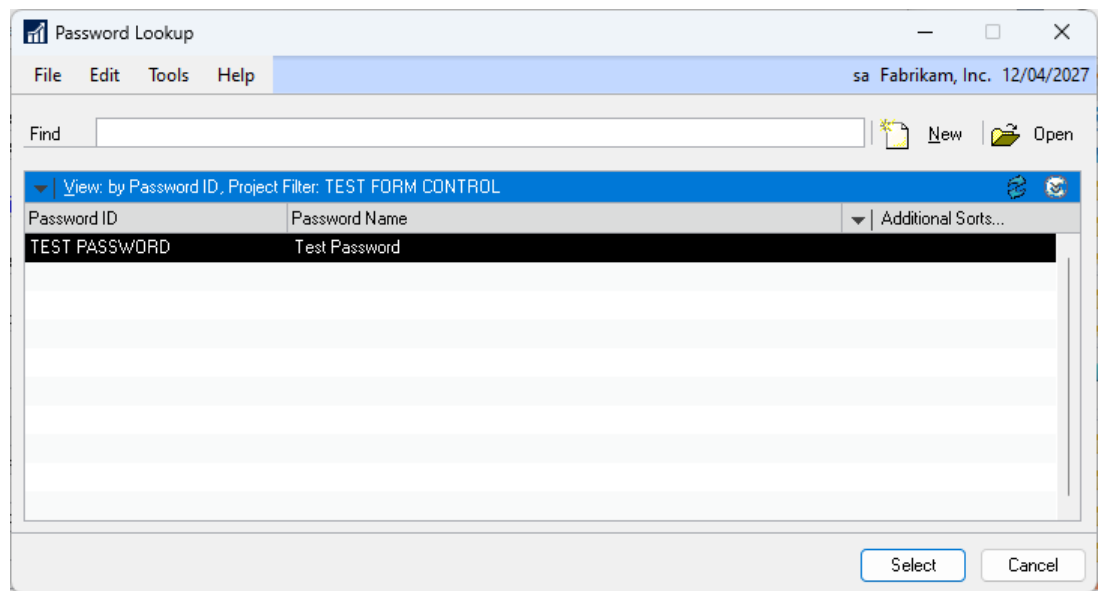 Password Lookup
File Edit Tools Help sa Fabrikam, Inc. 12/04/2027
Find New Open
View: by Password ID, Project Filter: TEST FORM CONTROL
Password ID Password Name Additional Sorts...
TEST PASSWORD Test Password
Select Cancel